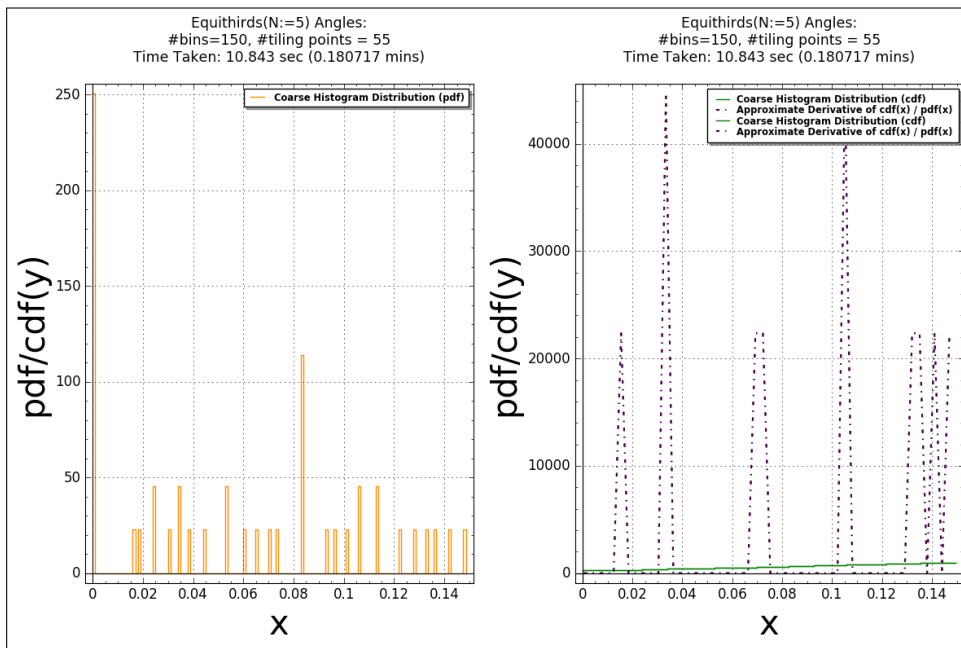 Equithirds(N:=5) Angles:
#bins=150, #tiling points = 55
Time Taken: 10.843 sec (0.180717 mins)
Coarse Histogram Distribution (pdf)
250
200
150
100
50
0
pdf/cdf(y)
0
0.02
0.04
0.06
0.08
0.1
0.12
0.14
x
Equithirds(N:=5) Angles:
#bins=150, #tiling points = 55
Time Taken: 10.843 sec (0.180717 mins)
Coarse Histogram Distribution (cdf)
Approximate Derivative of cdf(x) / pdf(x)
Coarse Histogram Distribution (cdf)
Approximate Derivative of cdf(x) / pdf(x)
40000
30000
20000
10000
0
pdf/cdf(y)
0
0.02
0.04
0.06
0.08
0.1
0.12
0.14
x